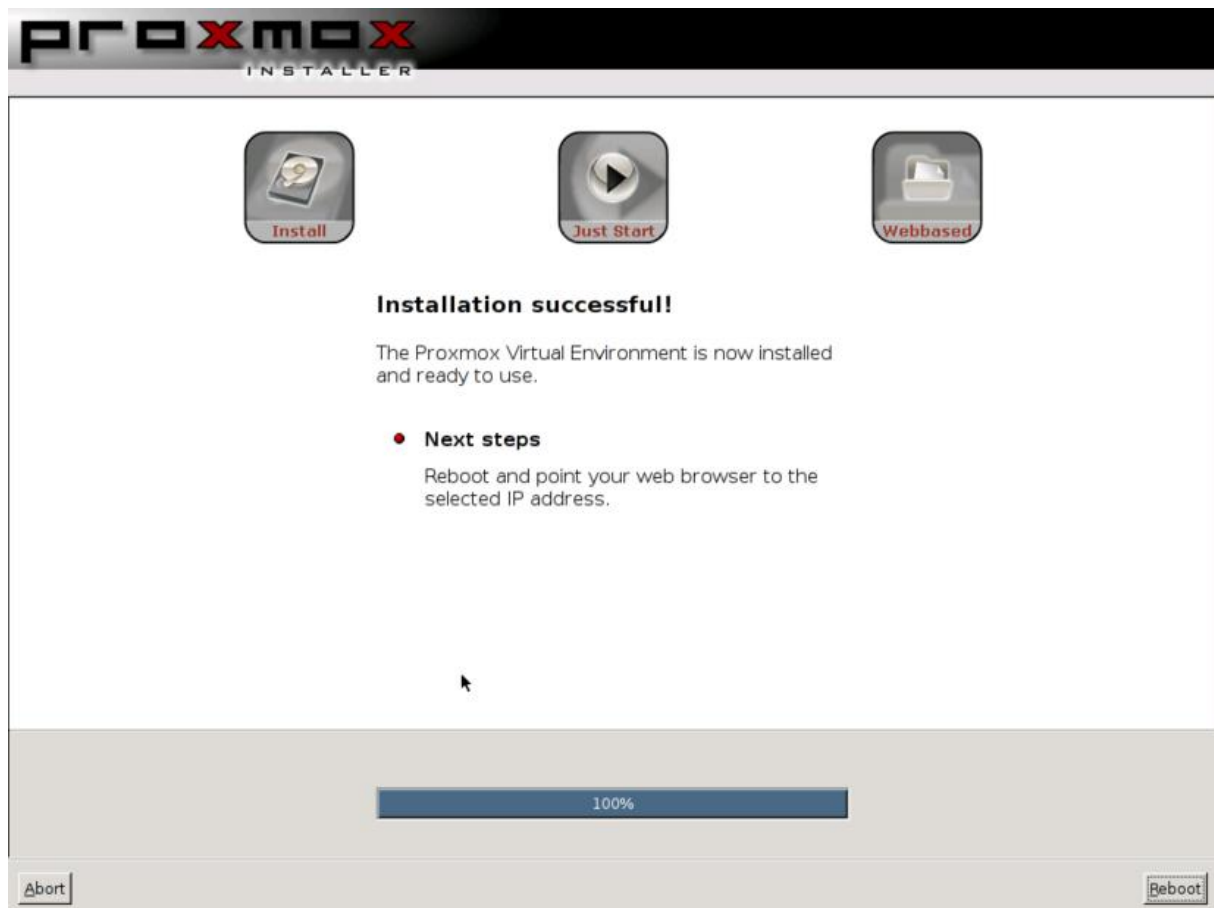 proxmox
INSTALLER
Install
Just Start
Webbased
Installation successful!
The Proxmox Virtual Environment is now installed
and ready to use.
Next steps
Reboot and point your web browser to the
selected IP address.
100%
Abort
Reboot